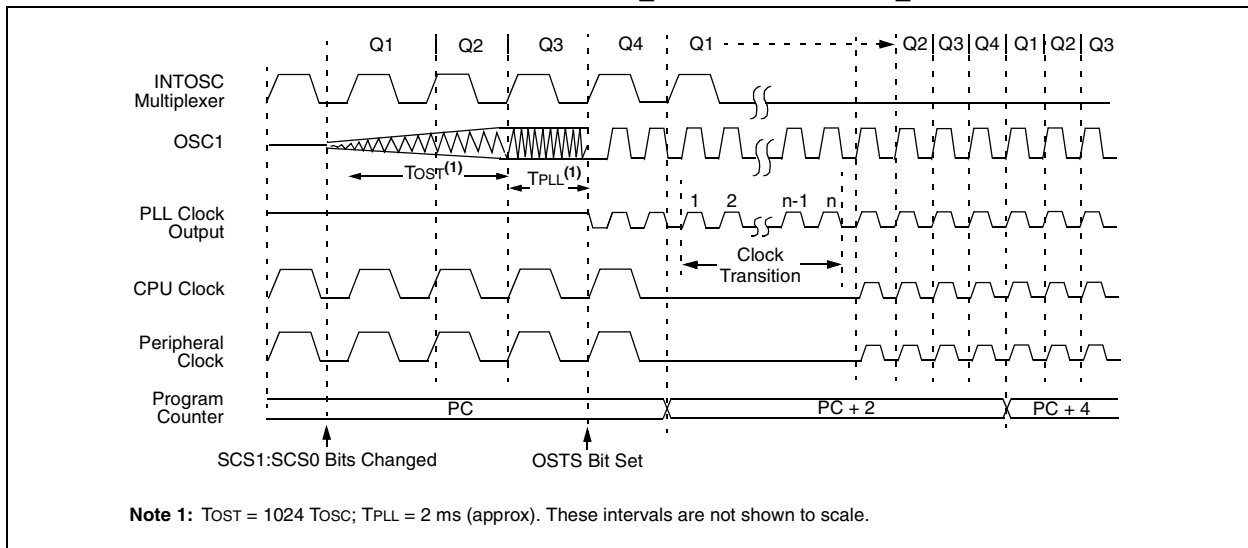 Q1 Q2 Q3 Q4 Q1 Q2 Q3 Q4 Q1 Q2 Q3
INTOSC
Multiplexer
OSC1
TOST(1) TPLL(1)
PLL Clock
Output
1 2 n-1 n
Clock
Transition
CPU Clock
Peripheral
Clock
Program
Counter
PC PC + 2 PC + 4
SCS1:SCS0 Bits Changed OSTS Bit Set
Note 1: TOST = 1024 TOSC; TPLL = 2 ms (approx). These intervals are not shown to scale.